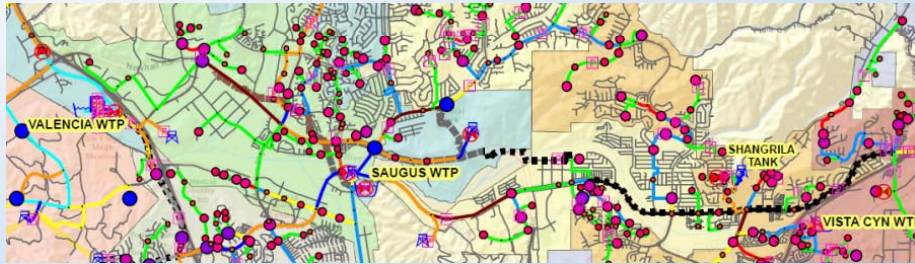 VALENCIA WTP
SAUGUS WTP
SHANGRILA
TANK
VISTA CYN WT